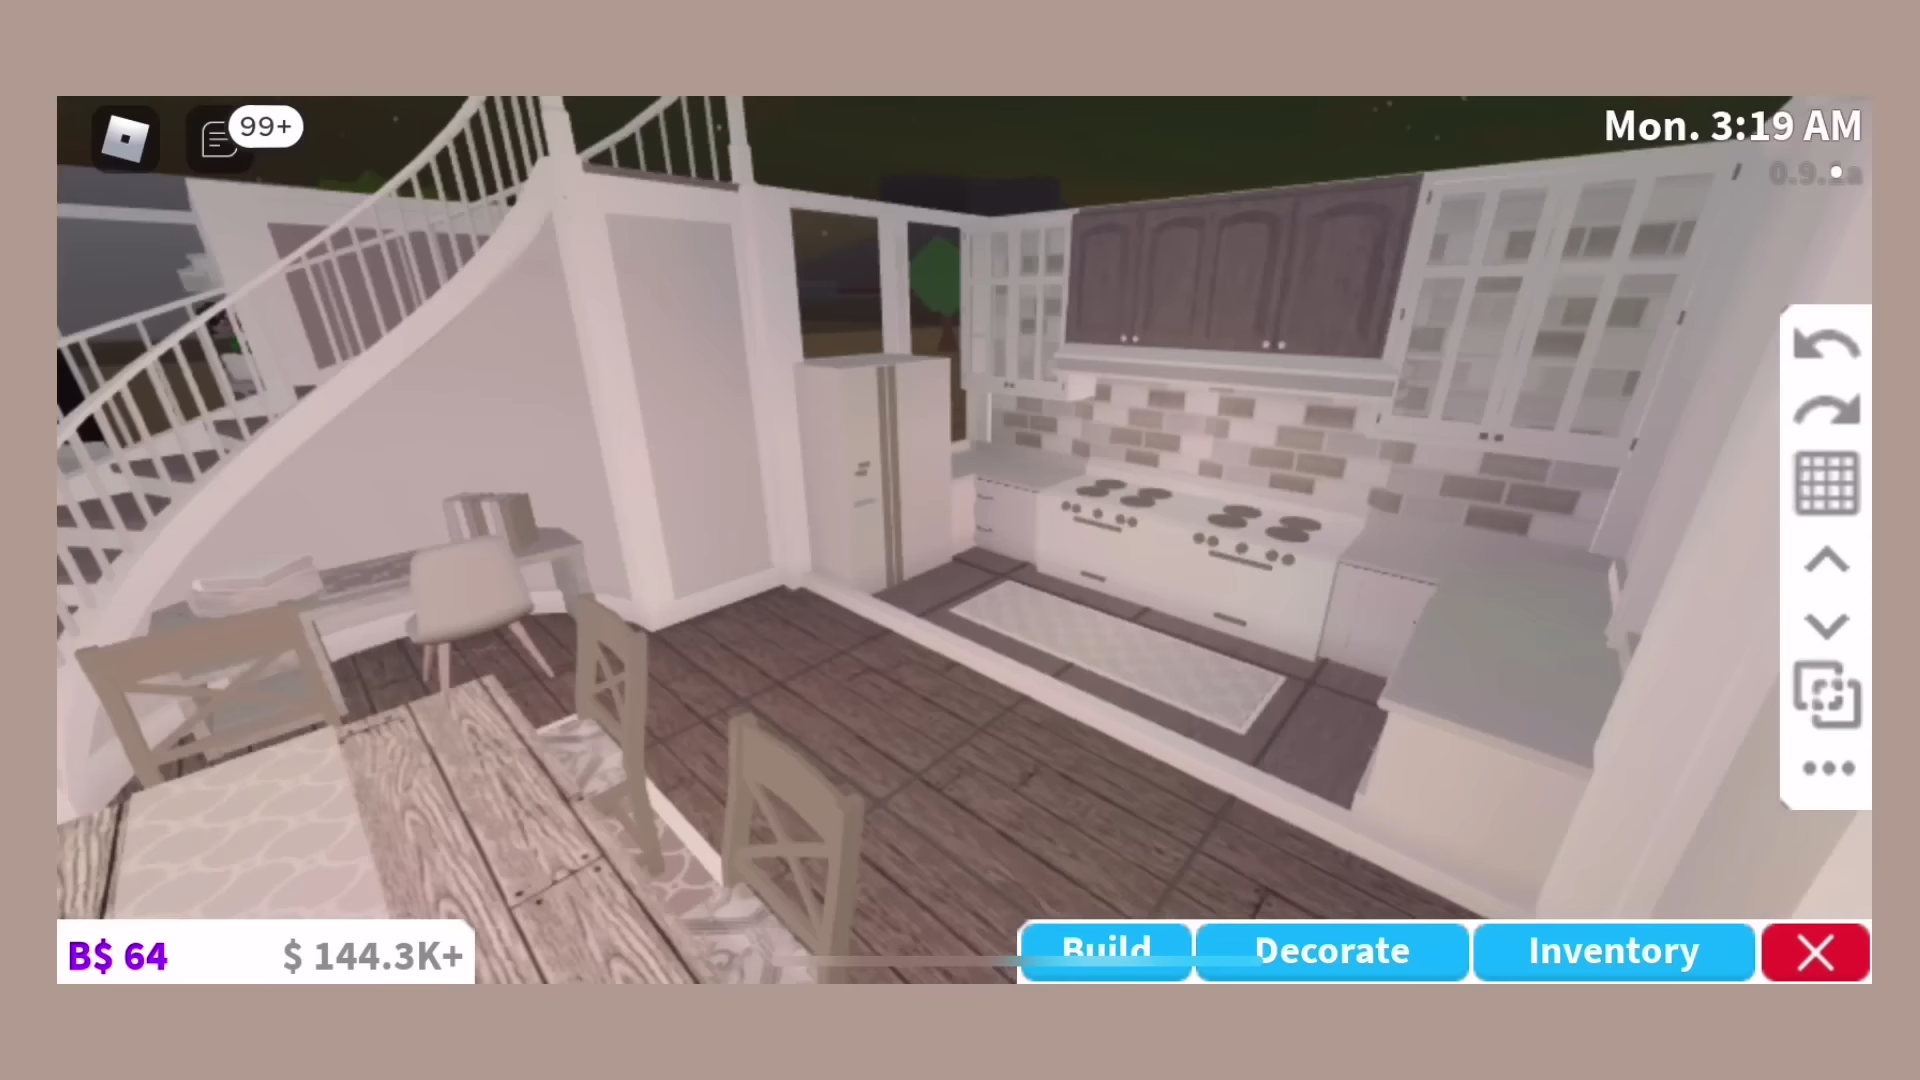 99+
Mon. 3:19 AM
B$ 64
$ 144.3K+
Build
Decorate
Inventory